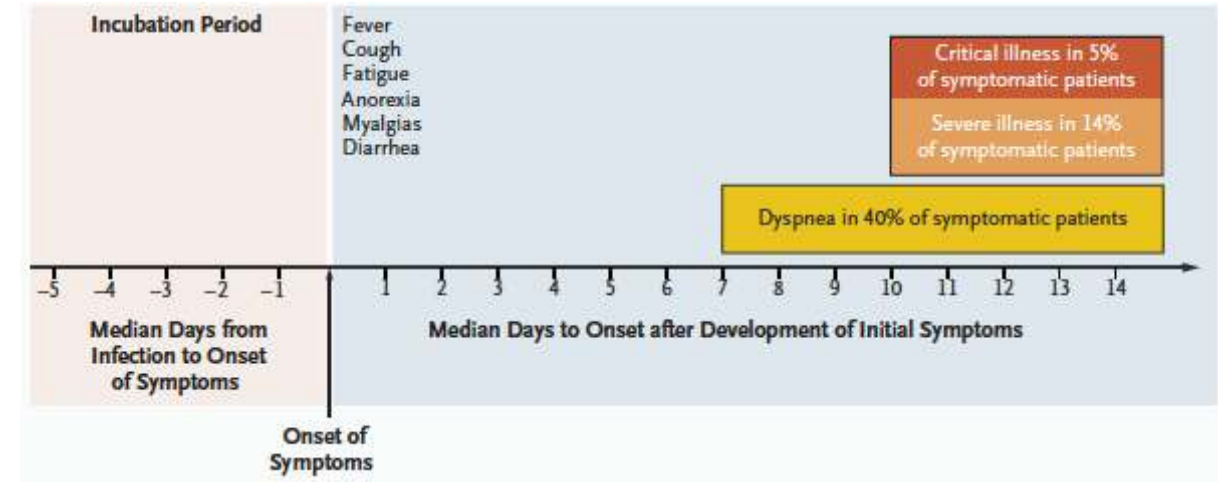 Incubation Period
Fever
Cough
Fatigue
Anorexia
Myalgias
Diarrhea
Critical illness in 5%
of symptomatic patients
Severe illness in 14%
of symptomatic patients
Dyspnea in 40% of symptomatic patients
–5 –4 –3 –2 –1 1 2 3 4 5 6 7 8 9 10 11 12 13 14
Median Days from
Infection to Onset
of Symptoms
Median Days to Onset after Development of Initial Symptoms
Onset of
Symptoms